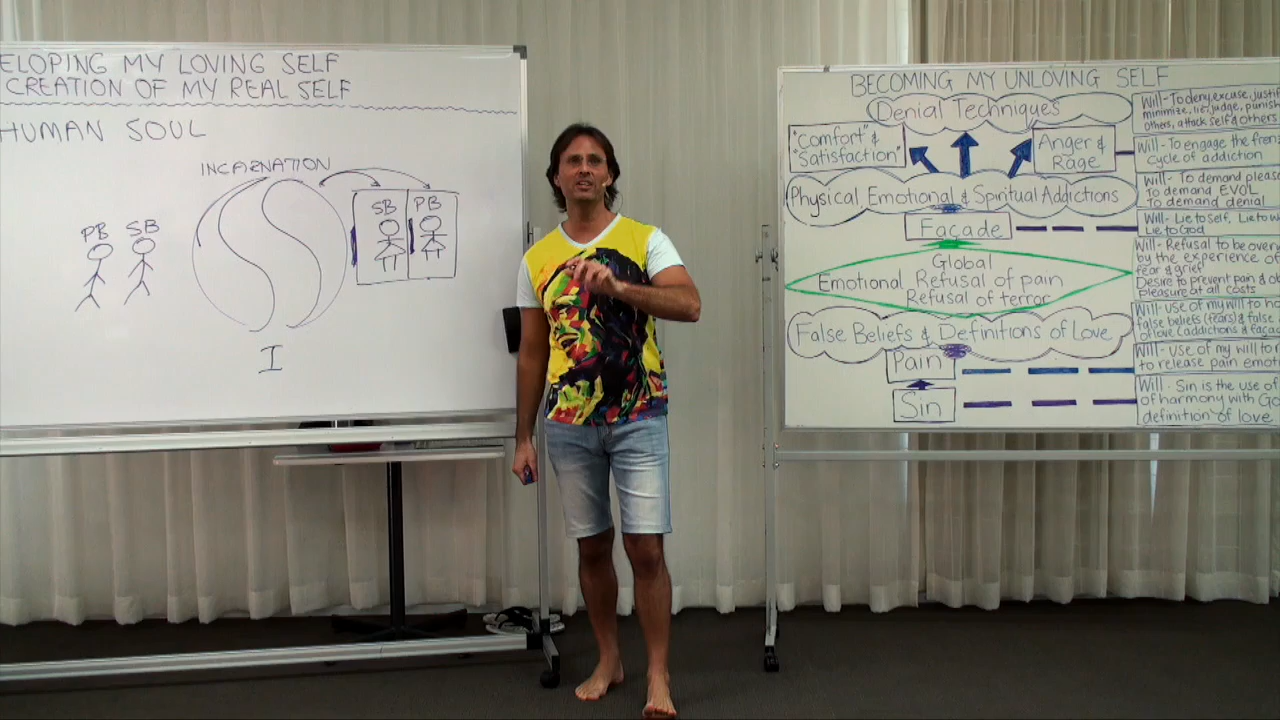 ELOPING MY LOVING SELF
CREATION OF MY REAL SELF
HUMAN SOUL
INCARNATION
PB SB
SB PB
I
BECOMING MY UNLOVING SELF
Denial Techniques
"Comfort" &
"Satisfaction"
Anger &
Rage
Physical, Emotional & Spiritual Addictions
Façade
Global
Emotional Refusal of pain
Refusal of terror
False Beliefs & Definitions of Love
Pain
Sin
Will - To deny, excuse, justif
minimize, lie, judge, punish
others, attack self & others
Will - To engage the fren
Cycle of addiction
Will - To demand pleas
To demand EVOL
To demand denial
Will - Lie to self, Lie to
Lie to God
Will - Refusal to be over
by the experience of
fear & grief
Desire to prevent pain &
pleasure at all costs
Will - use of my will to ha
false beliefs (fears) & false
of love (addictions & faça
Will - use of my will to
to release pain emot
Will - Sin is the use of
of harmony with Go
definition of love